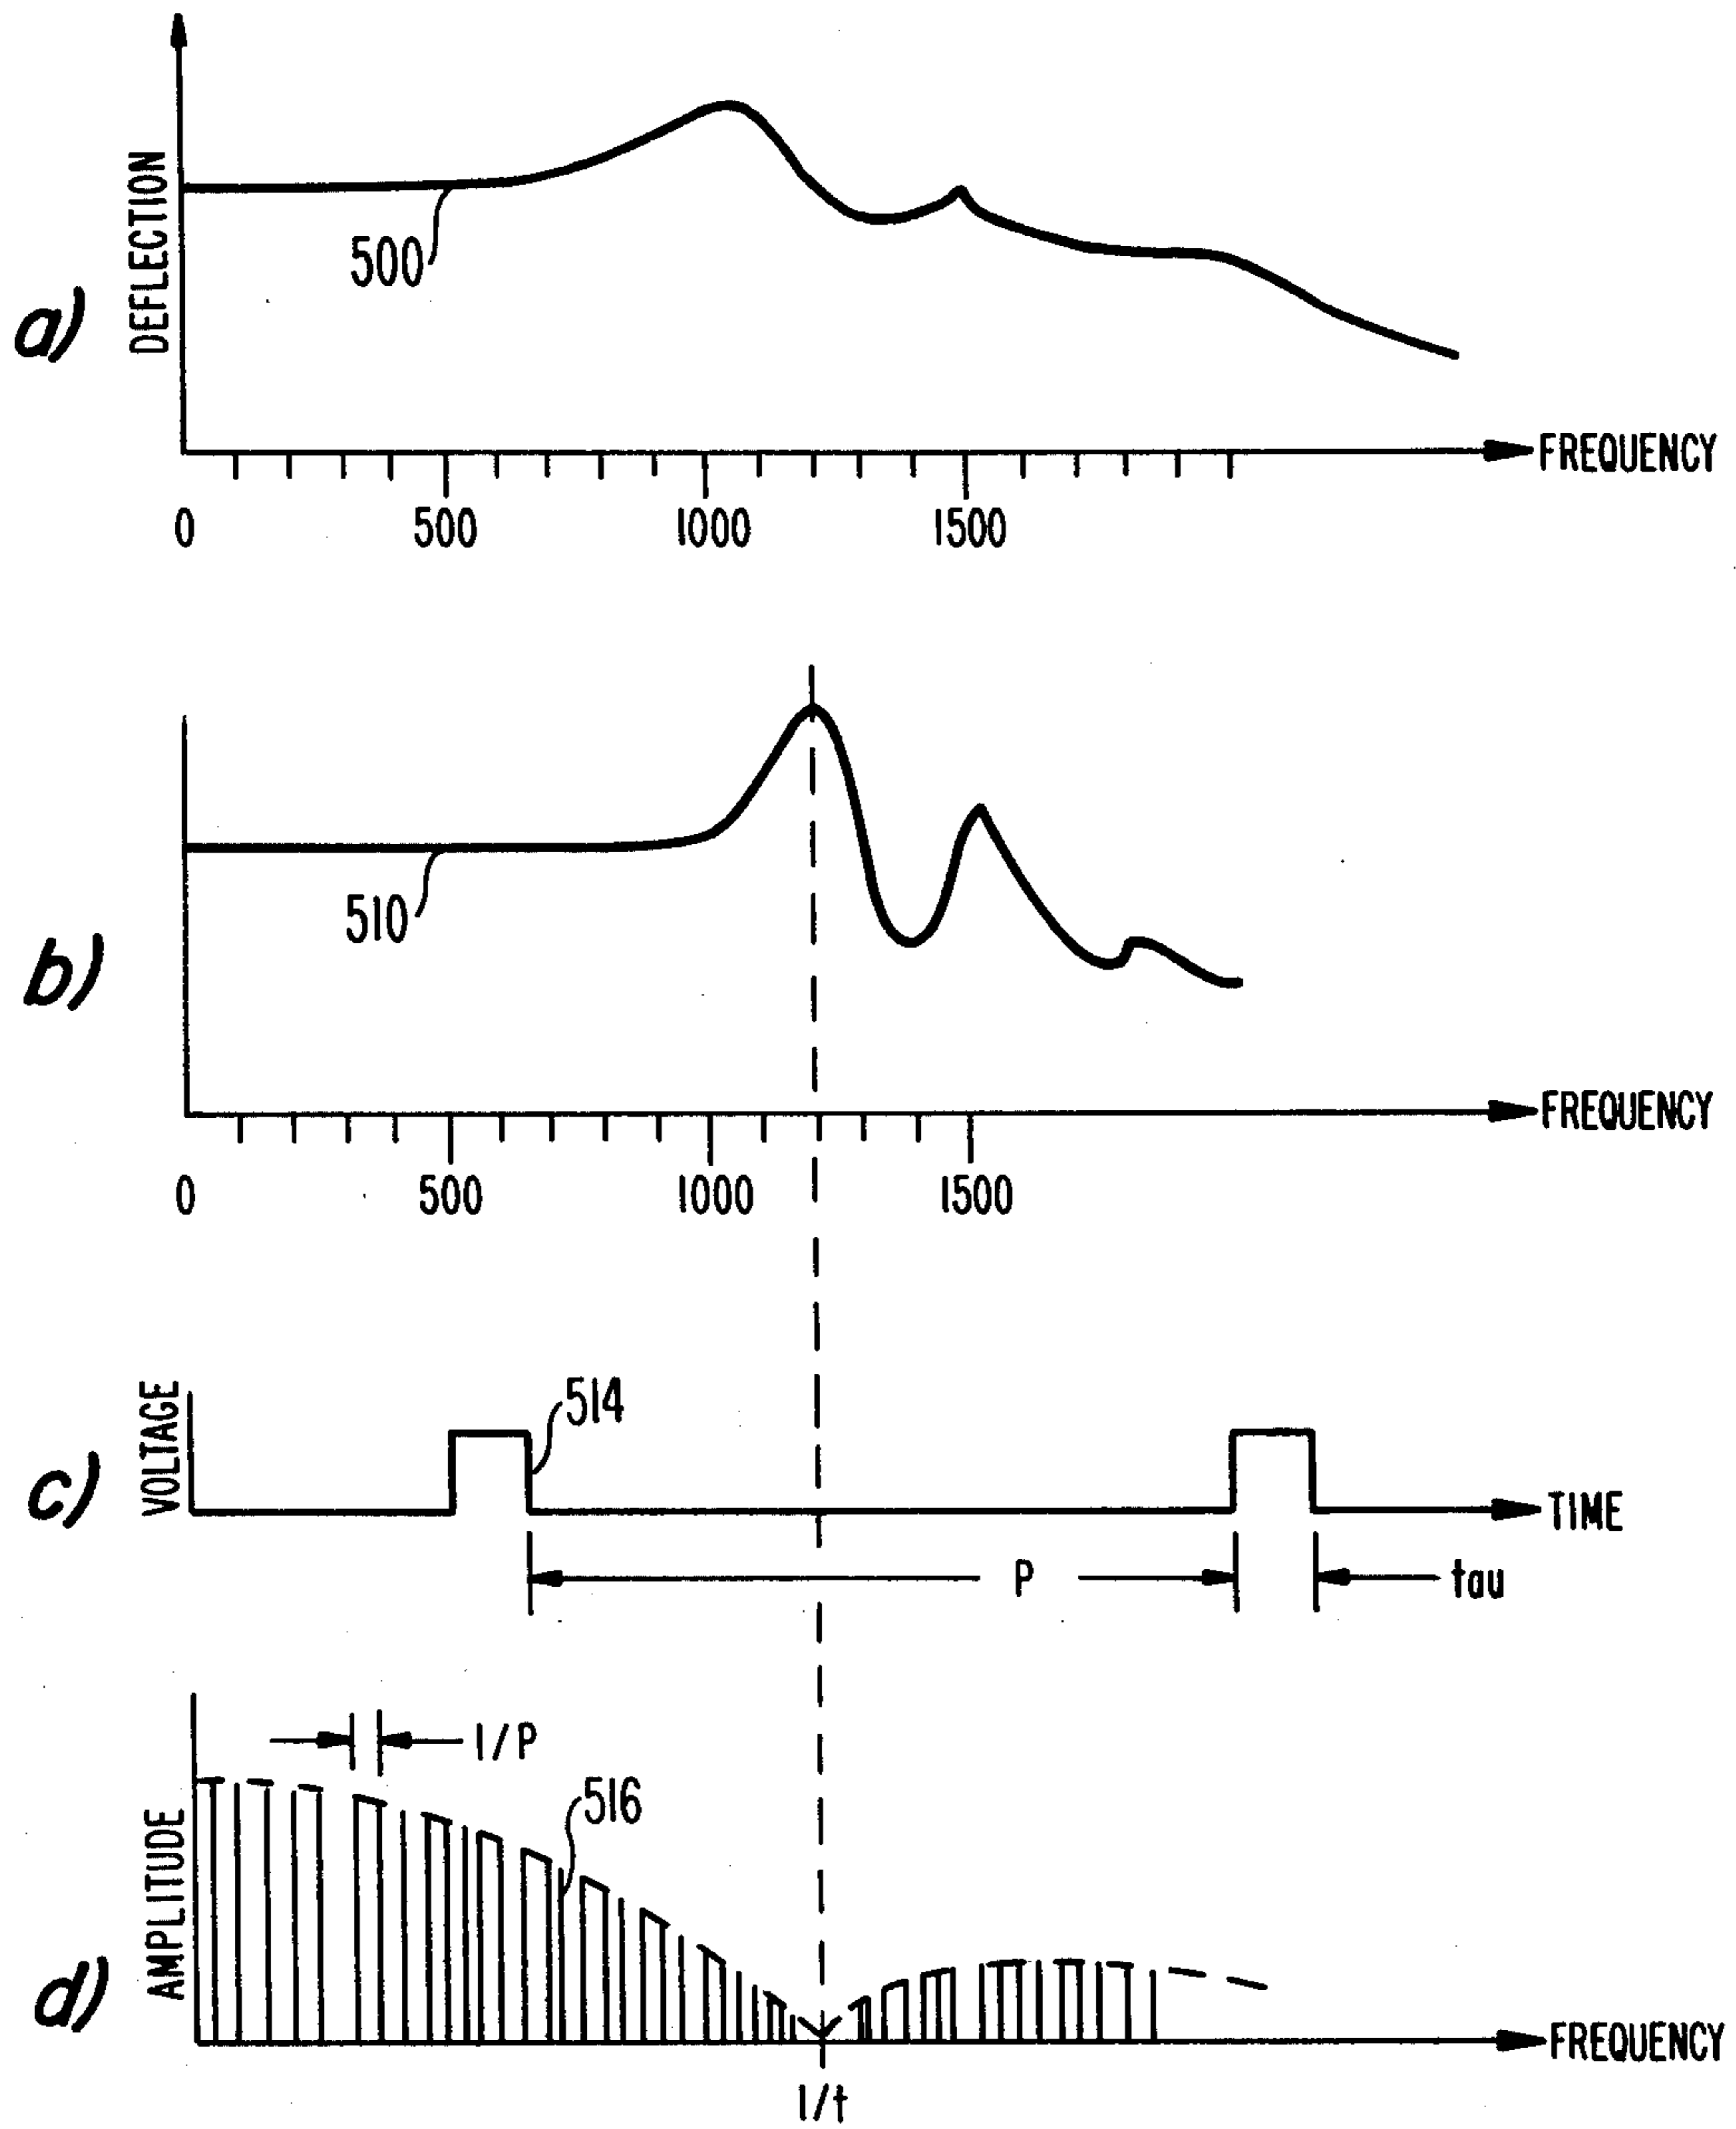 a)
DEFLECTION
500
FREQUENCY
0 500 1000 1500
b)
510
FREQUENCY
0 500 1000 1500
c)
VOLTAGE
514
TIME
P
tau
d)
AMPLITUDE
1/P
516
FREQUENCY
1/t